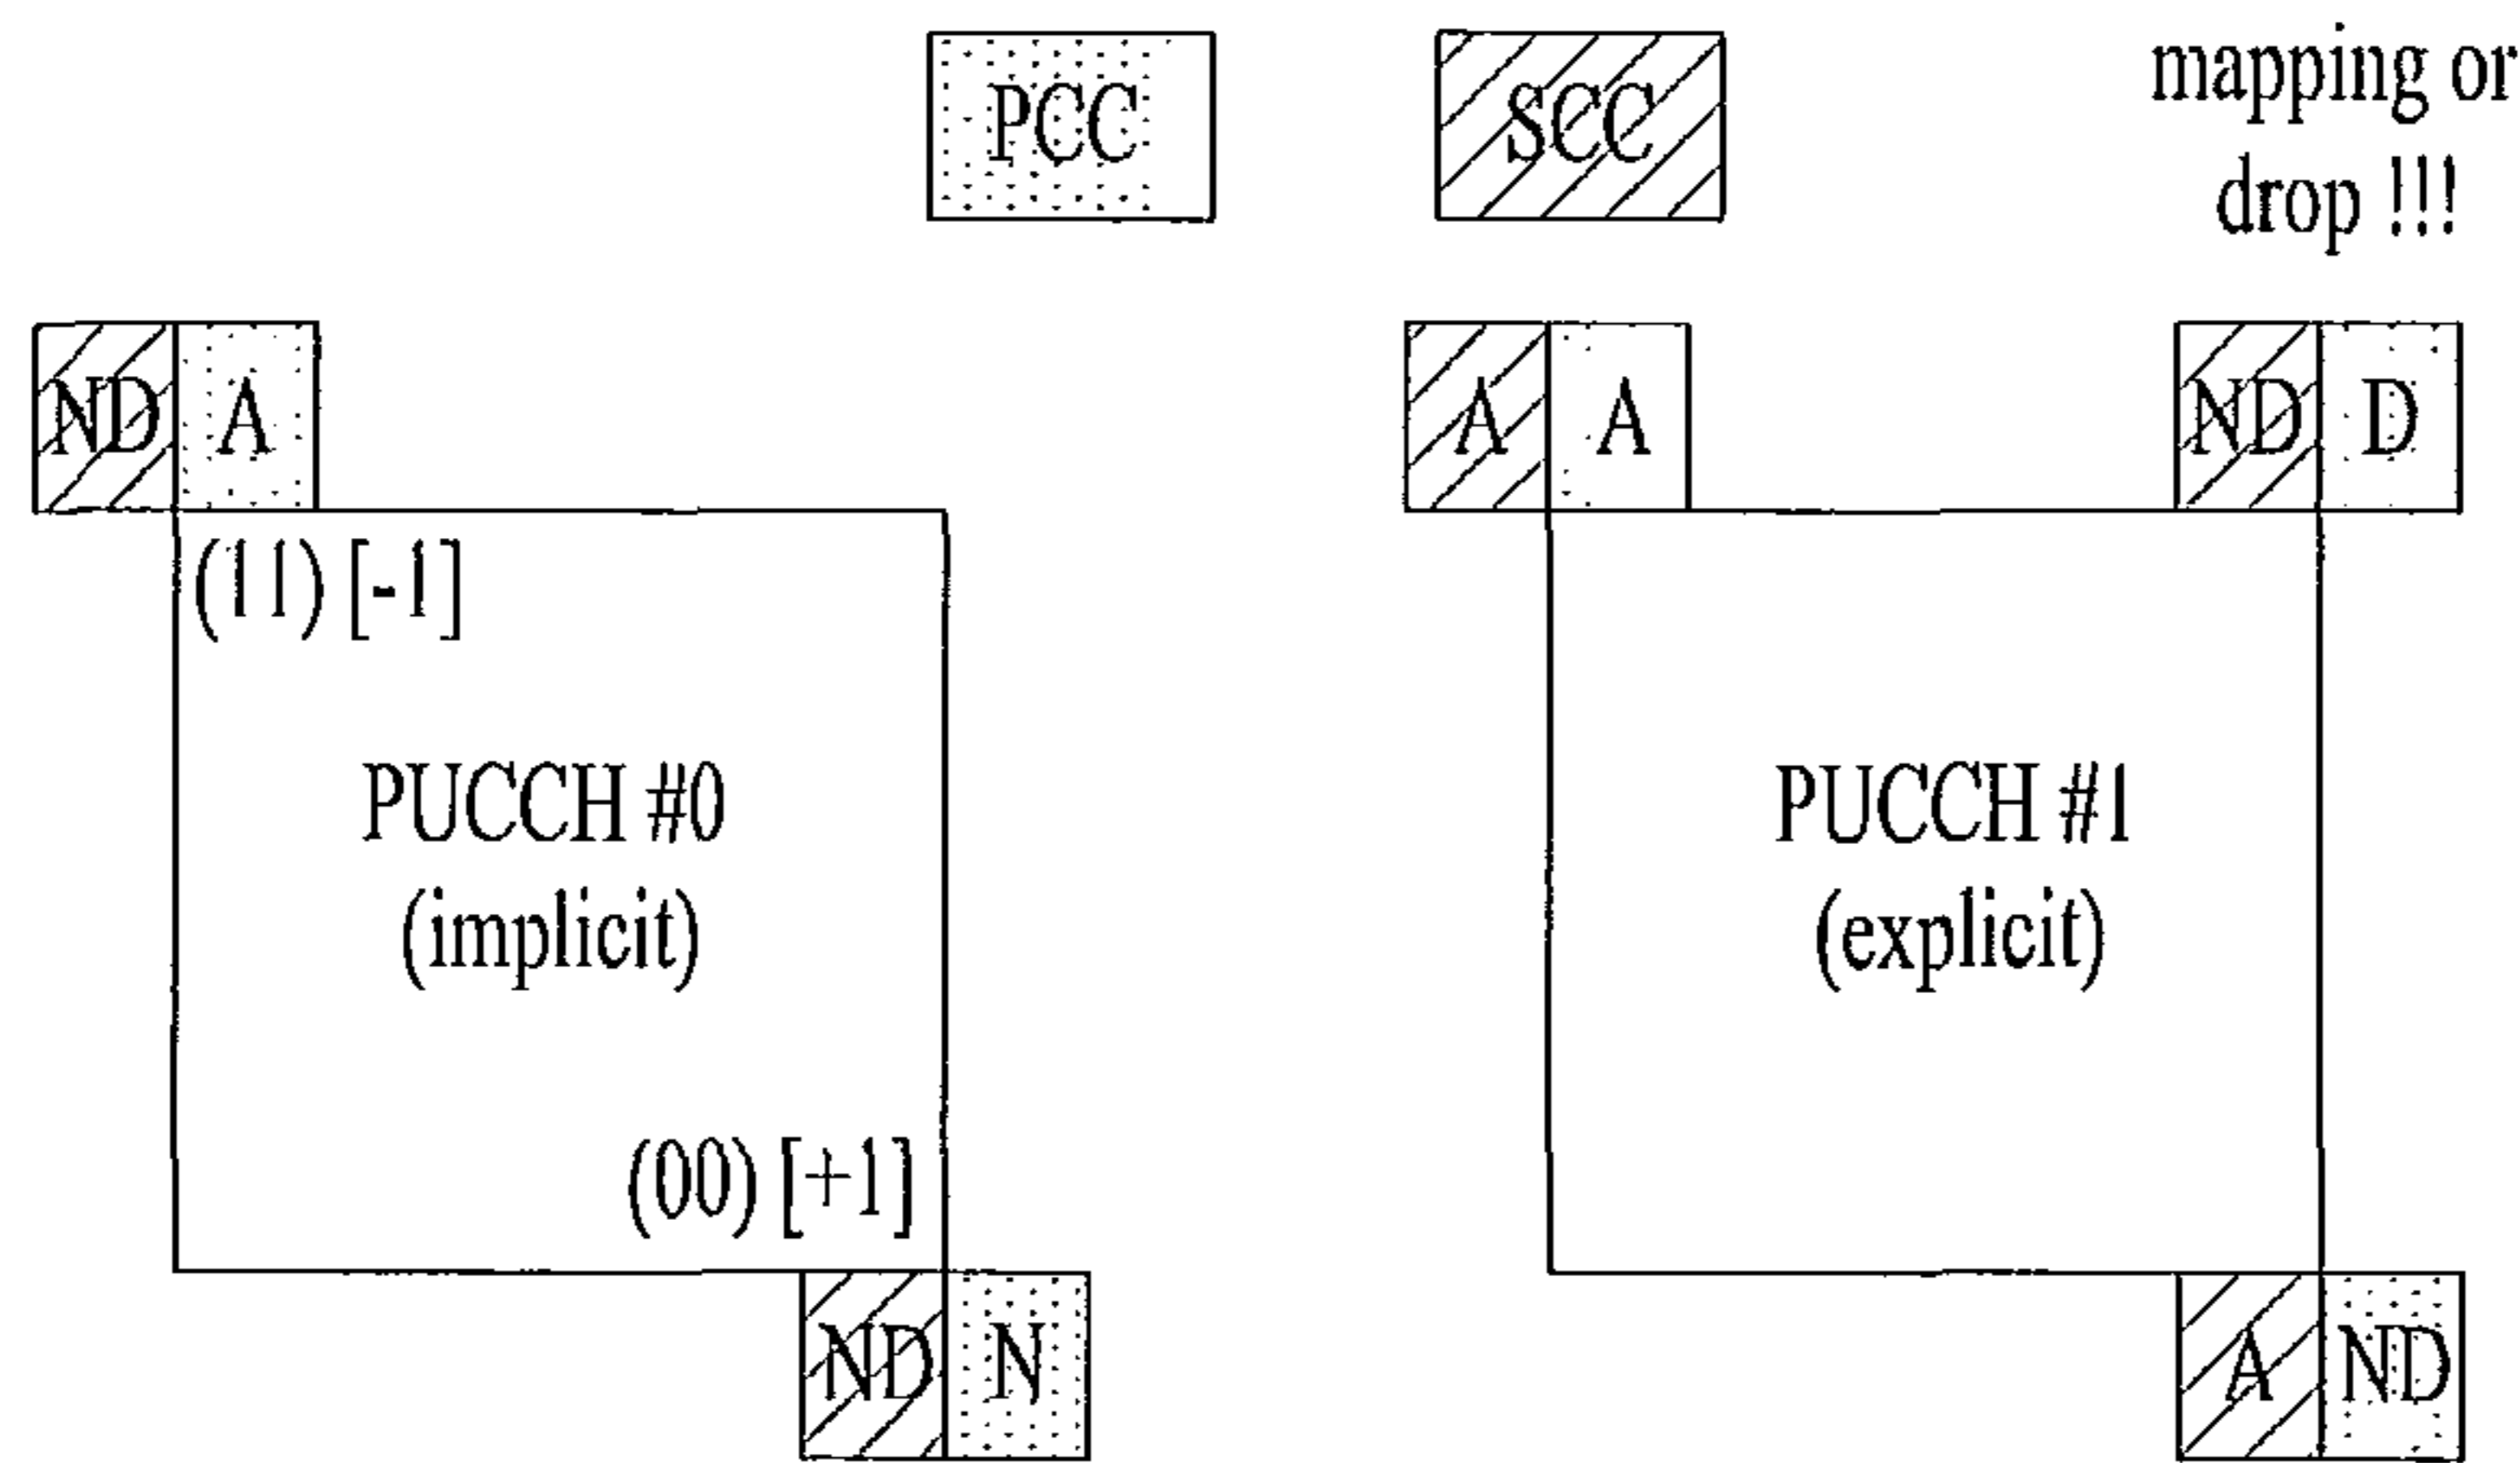 PCC
SCC
mapping or
drop !!!
ND A
A A
ND D
(11) [-1]
PUCCH #0
(implicit)
PUCCH #1
(explicit)
(00) [+1]
ND N
A ND